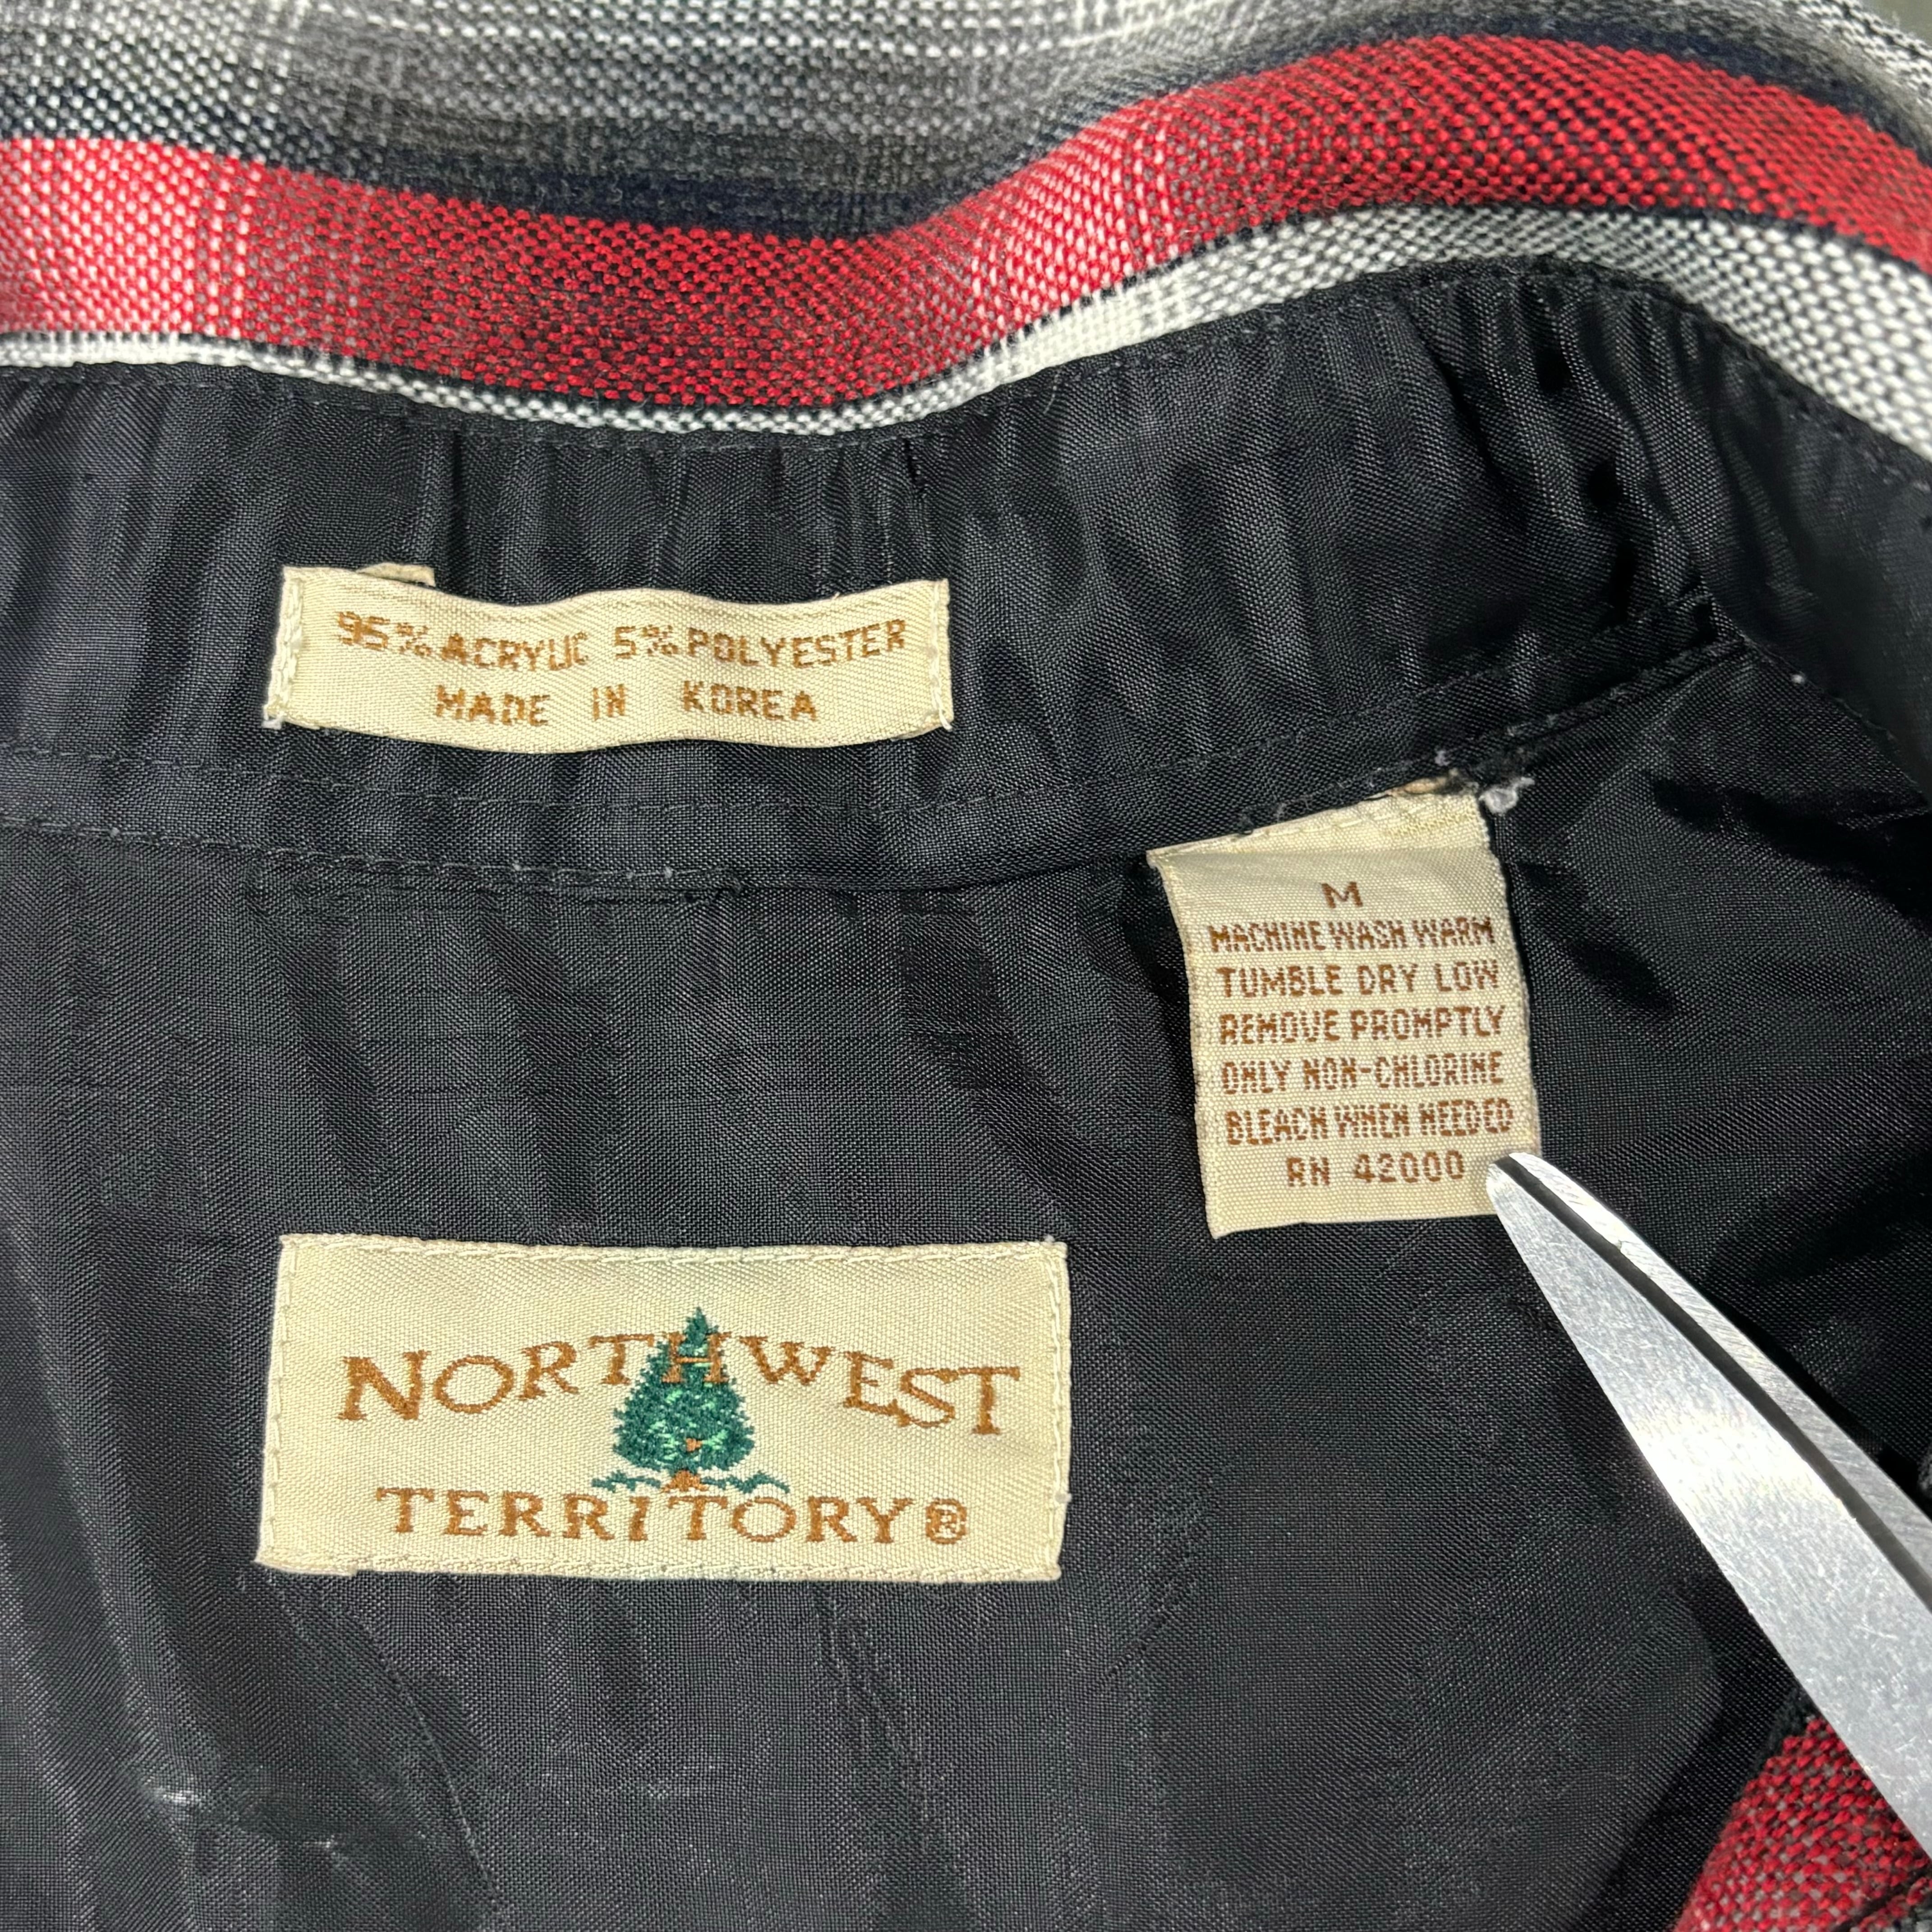 95% ACRYLIC 5% POLYESTER
MADE IN KOREA
M
MACHINE WASH WARM
TUMBLE DRY LOW
REMOVE PROMPTLY
ONLY NON-CHLORINE
BLEACH WHEN NEEDED
RN 42000
NORTHWEST
TERRITORY®